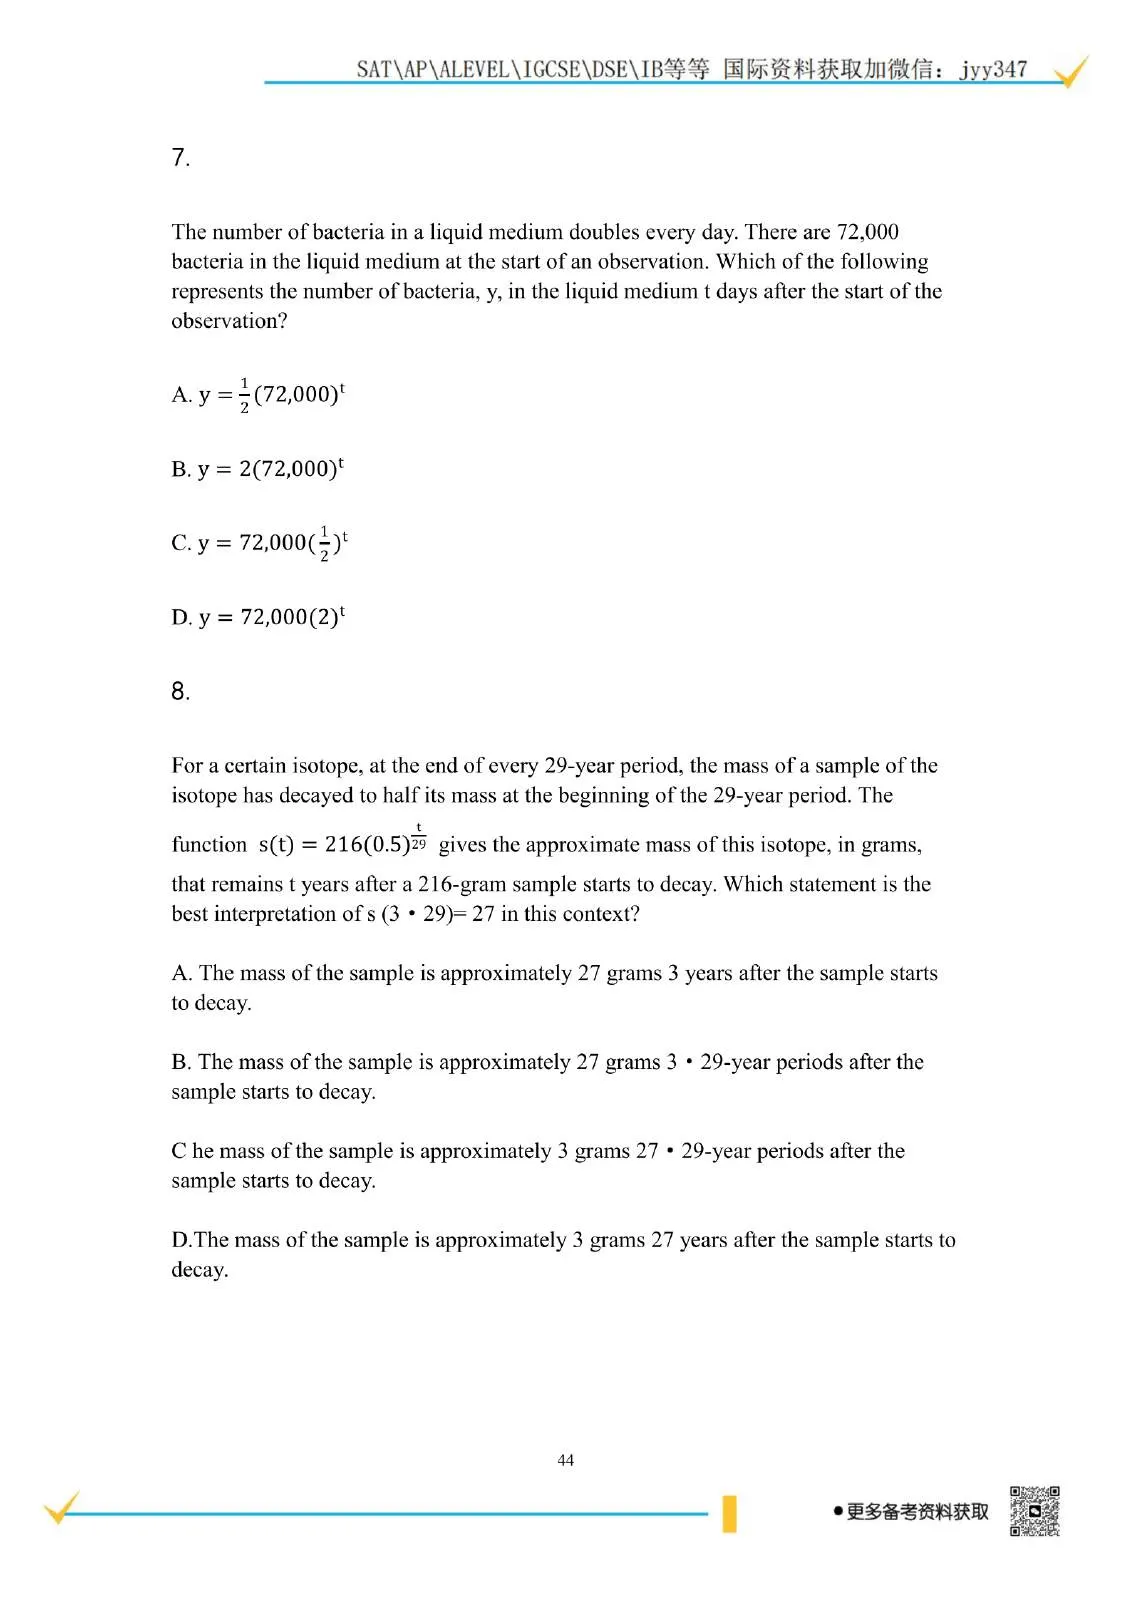 SAT\AP\ALEVEL\IGCSE\DSE\IB等等 国际资料获取加微信：jyy347
7.
The number of bacteria in a liquid medium doubles every day. There are 72,000
bacteria in the liquid medium at the start of an observation. Which of the following
represents the number of bacteria, y, in the liquid medium t days after the start of the
observation?
A. y = 1/2(72,000)^t
B. y = 2(72,000)^t
C. y = 72,000(1/2)^t
D. y = 72,000(2)^t
8.
For a certain isotope, at the end of every 29-year period, the mass of a sample of the
isotope has decayed to half its mass at the beginning of the 29-year period. The
function s(t) = 216(0.5)^(t/29) gives the approximate mass of this isotope, in grams,
that remains t years after a 216-gram sample starts to decay. Which statement is the
best interpretation of s (3 • 29)= 27 in this context?
A. The mass of the sample is approximately 27 grams 3 years after the sample starts
to decay.
B. The mass of the sample is approximately 27 grams 3 • 29-year periods after the
sample starts to decay.
C he mass of the sample is approximately 3 grams 27 • 29-year periods after the
sample starts to decay.
D.The mass of the sample is approximately 3 grams 27 years after the sample starts to
decay.
44
●更多备考资料获取